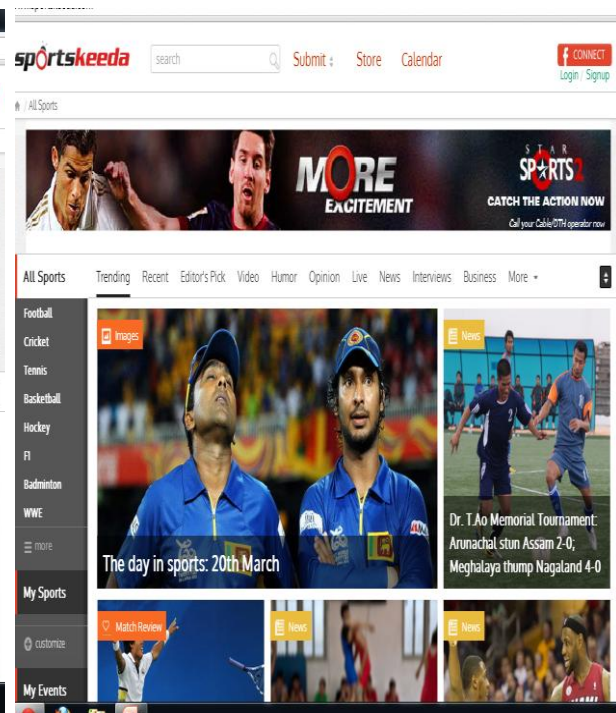 sportskeeda
search
Submit
Store
Calendar
f CONNECT
Login / Signup
/ All Sports
MORE
EXCITEMENT
STAR
SPORTS2
CATCH THE ACTION NOW
Call your Cable/DTH operator now
All Sports
Trending
Recent
Editor's Pick
Video
Humor
Opinion
Live
News
Interviews
Business
More
Football
Cricket
Tennis
Basketball
Hockey
F1
Badminton
WWE
more
My Sports
customize
My Events
Images
The day in sports: 20th March
News
Dr. T.Ao Memorial Tournament:
Arunachal stun Assam 2-0;
Meghalaya thump Nagaland 4-0
Match Review
News
News
MIAMI